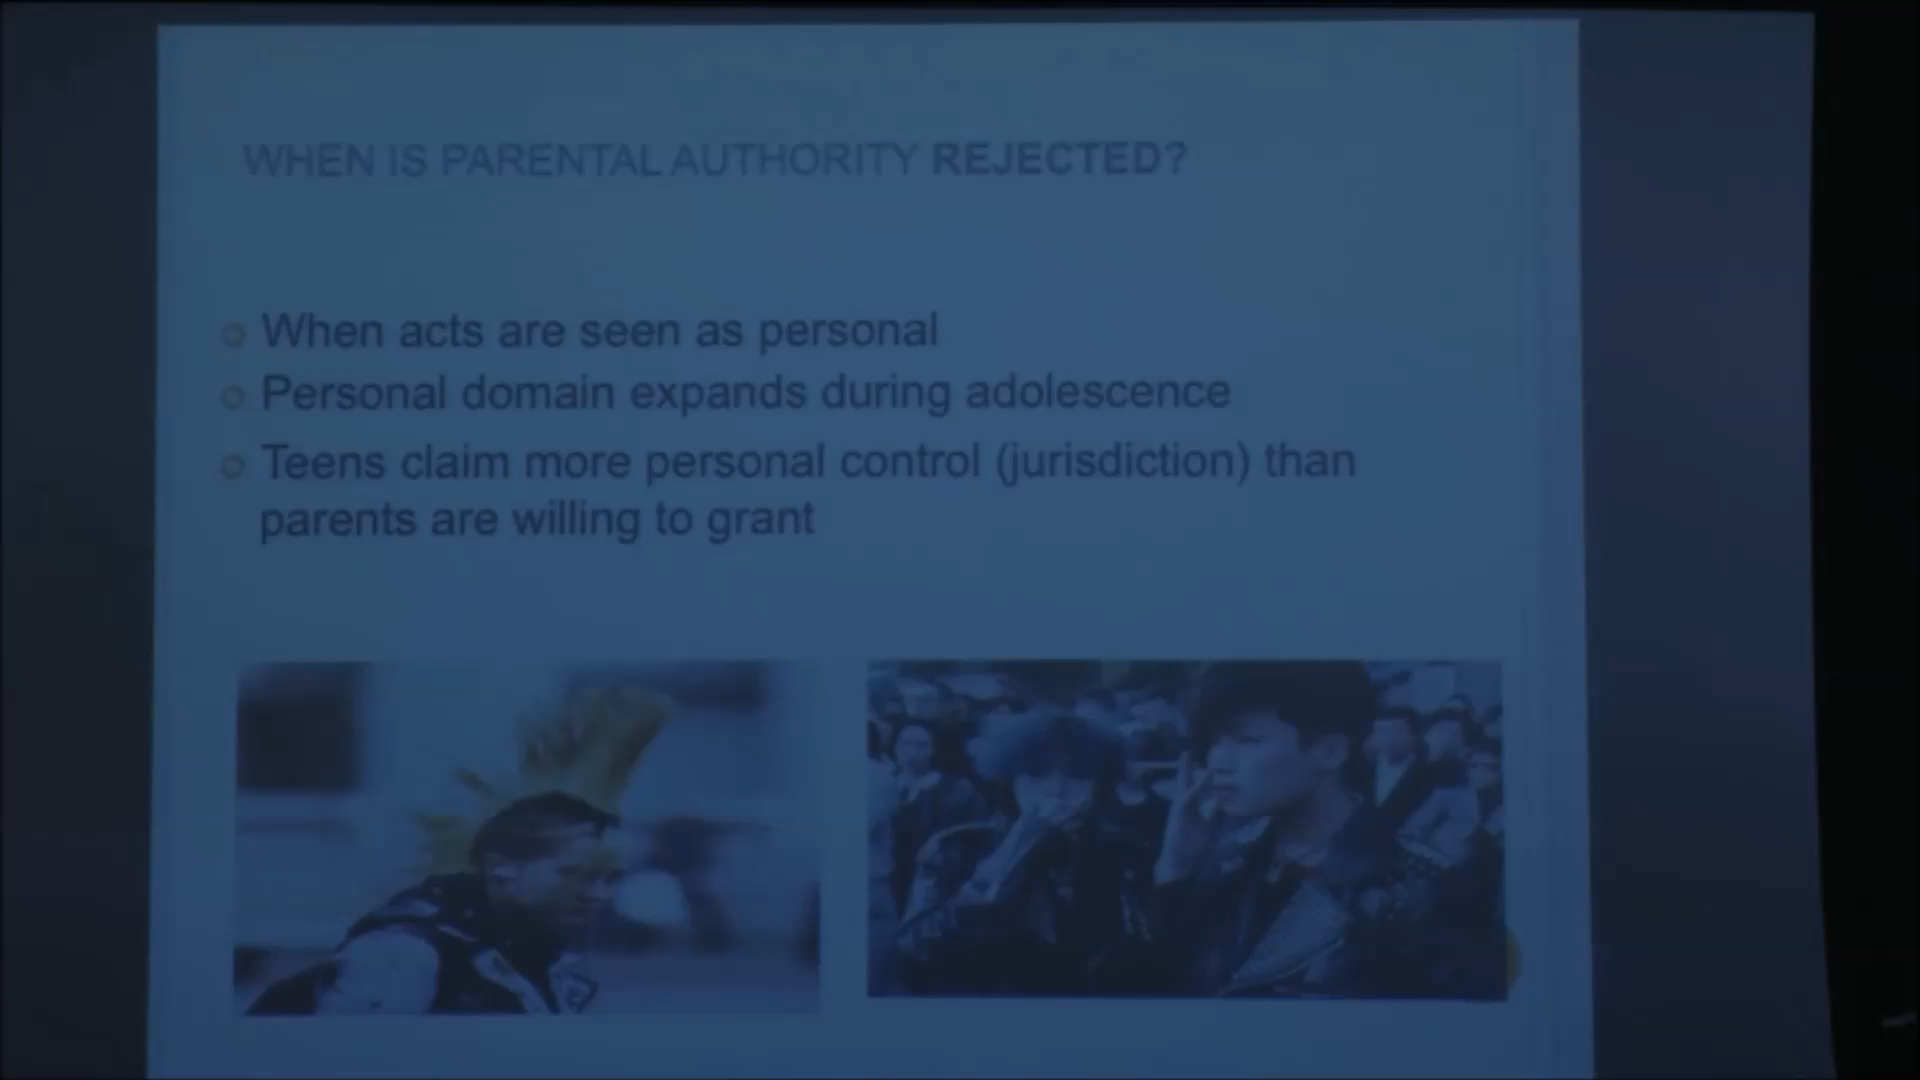 WHEN IS PARENTAL AUTHORITY REJECTED?
When acts are seen as personal
Personal domain expands during adolescence
Teens claim more personal control (jurisdiction) than
parents are willing to grant